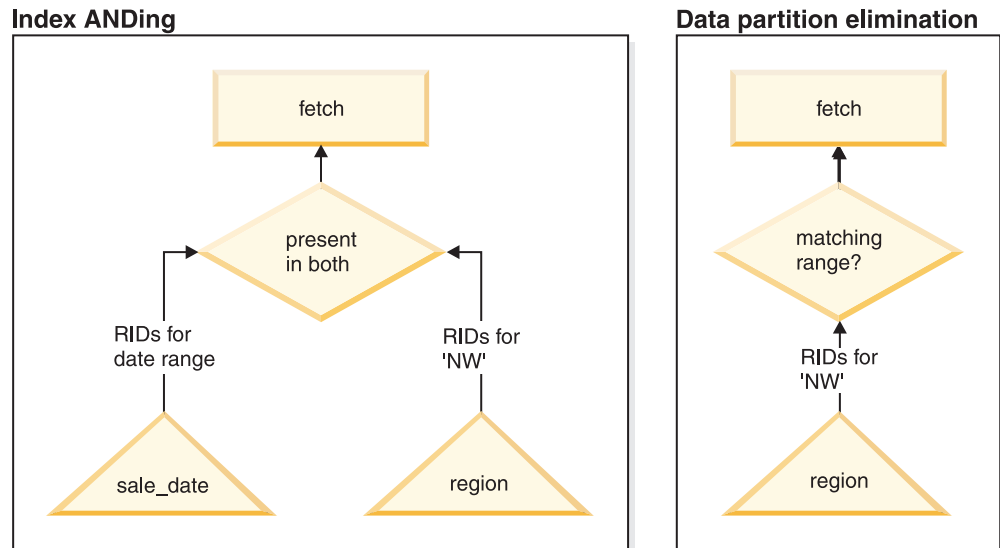 Index ANDing
fetch
present
in both
RIDs for
date range
RIDs for
'NW'
sale_date
region
Data partition elimination
fetch
matching
range?
RIDs for
'NW'
region